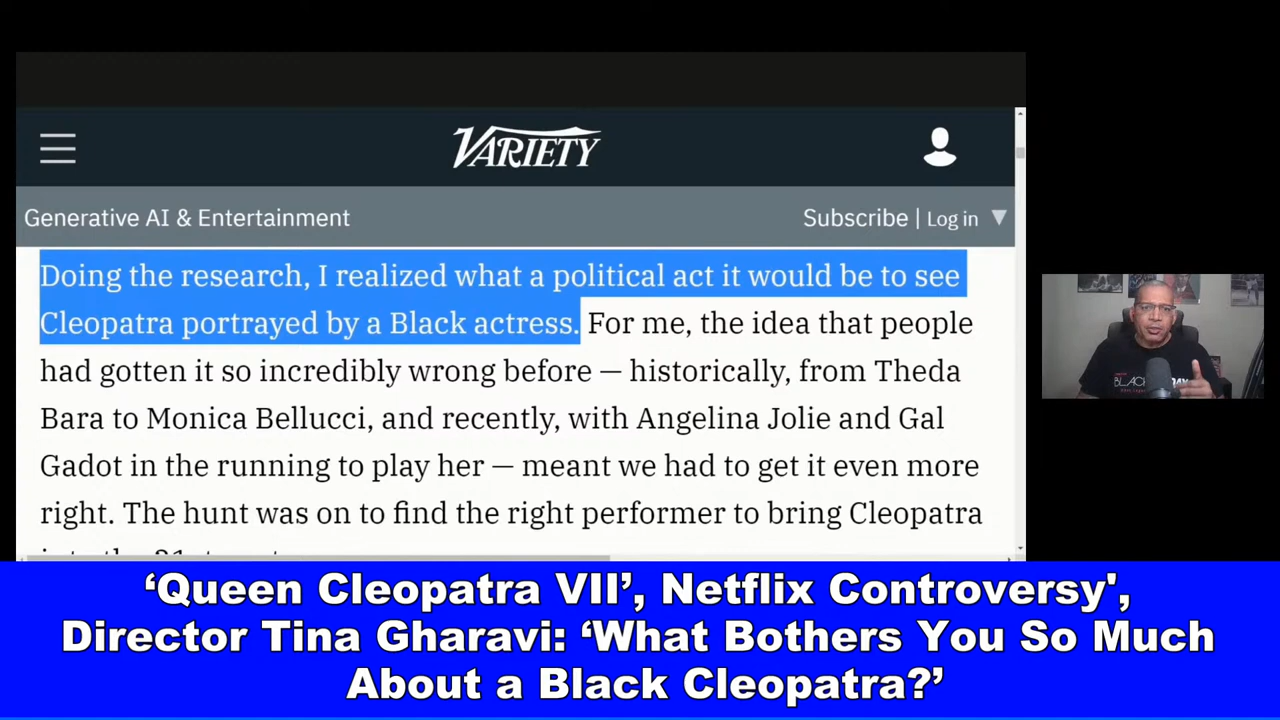 VARIETY
Generative AI & Entertainment
Subscribe | Log in
Doing the research, I realized what a political act it would be to see
Cleopatra portrayed by a Black actress. For me, the idea that people
had gotten it so incredibly wrong before — historically, from Theda
Bara to Monica Bellucci, and recently, with Angelina Jolie and Gal
Gadot in the running to play her — meant we had to get it even more
right. The hunt was on to find the right performer to bring Cleopatra
BLACK
‘Queen Cleopatra VII’, Netflix Controversy',
Director Tina Gharavi: ‘What Bothers You So Much
About a Black Cleopatra?’